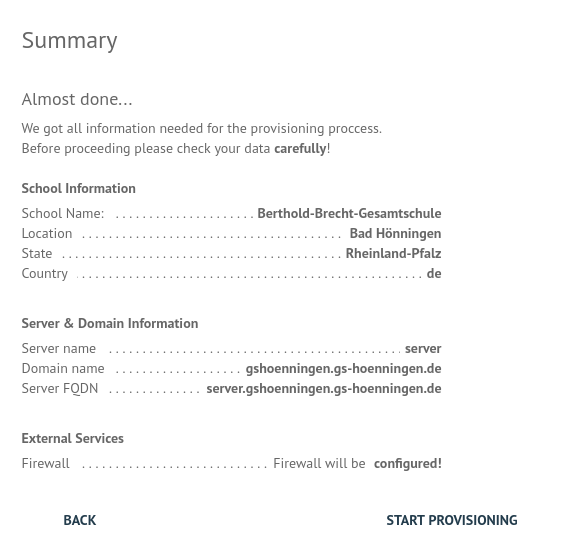 Summary
Almost done...
We got all information needed for the provisioning proccess.
Before proceeding please check your data carefully!
School Information
School Name: . . . . . . . . . . . . . . . . . . . . . Berthold-Brecht-Gesamtschule
Location . . . . . . . . . . . . . . . . . . . . . . . . . . . . . . . . . . . . . . . Bad Hönningen
State . . . . . . . . . . . . . . . . . . . . . . . . . . . . . . . . . . . . . . . . . . Rheinland-Pfalz
Country . . . . . . . . . . . . . . . . . . . . . . . . . . . . . . . . . . . . . . . . . . . . . . . . . . . . de
Server & Domain Information
Server name . . . . . . . . . . . . . . . . . . . . . . . . . . . . . . . . . . . . . . . . . . . . server
Domain name . . . . . . . . . . . . . . . . . . . gshoenningen.gs-hoenningen.de
Server FQDN . . . . . . . . . . . . . . server.gshoenningen.gs-hoenningen.de
External Services
Firewall . . . . . . . . . . . . . . . . . . . . . . . . . . . . Firewall will be configured!
BACK START PROVISIONING